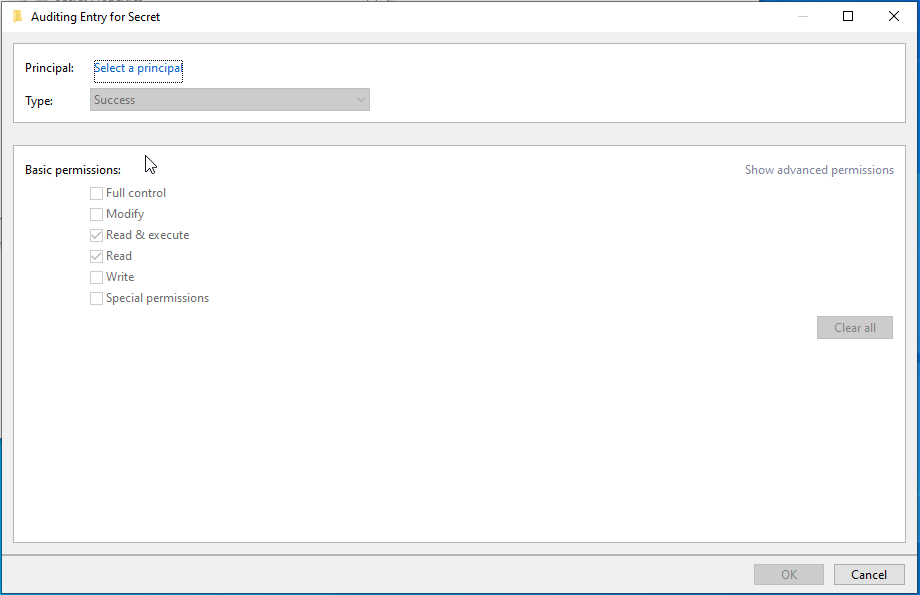 Auditing Entry for Secret
Principal: Select a principal
Type: Success
Basic permissions: Show advanced permissions
Full control
Modify
Read & execute
Read
Write
Special permissions
Clear all
OK Cancel